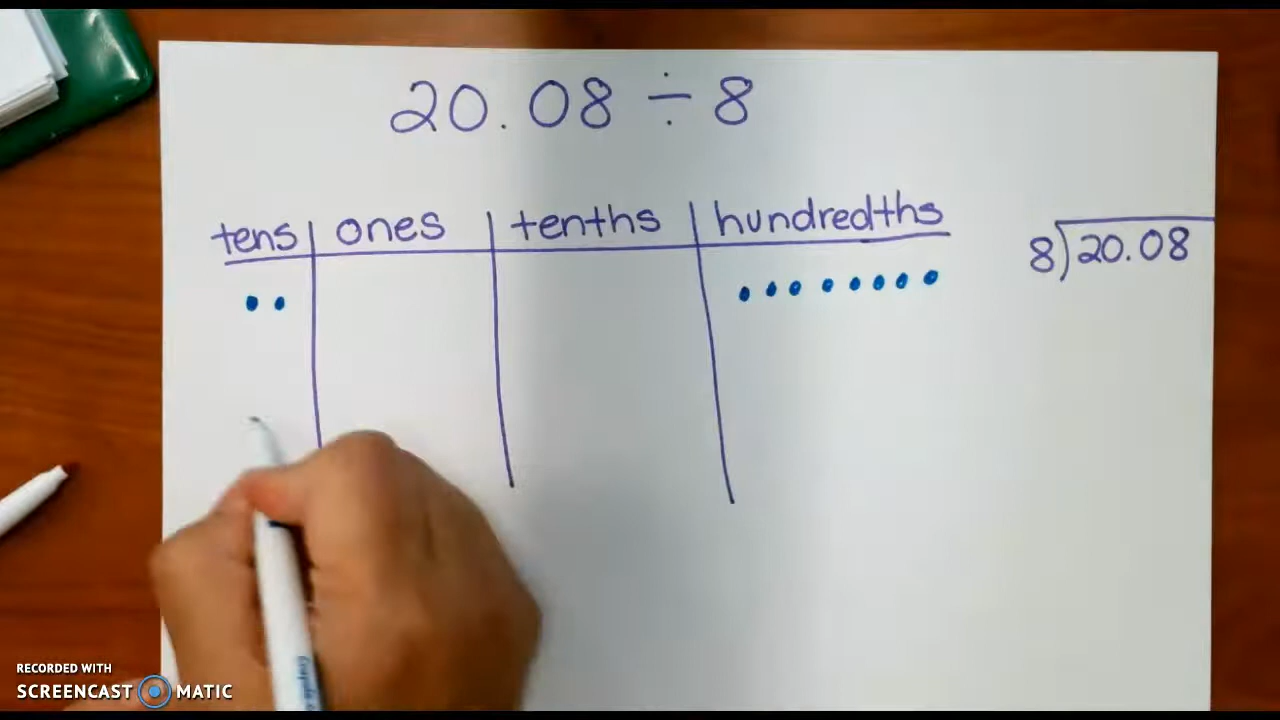 20.08 ÷ 8
tens ones tenths hundredths
8)20.08
RECORDED WITH
SCREENCAST MATIC